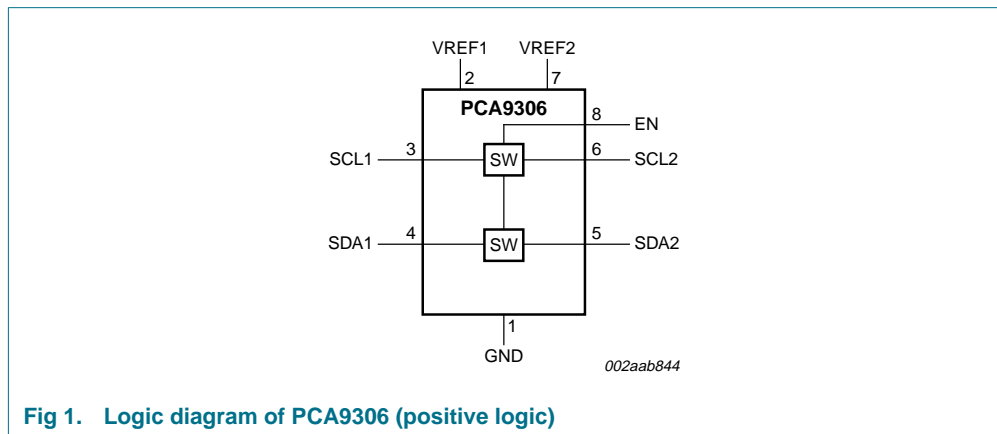 VREF1 VREF2
2 7
PCA9306
8 EN
SCL1 3 SW 6 SCL2
SDA1 4 SW 5 SDA2
1
GND
002aab844
Fig 1. Logic diagram of PCA9306 (positive logic)